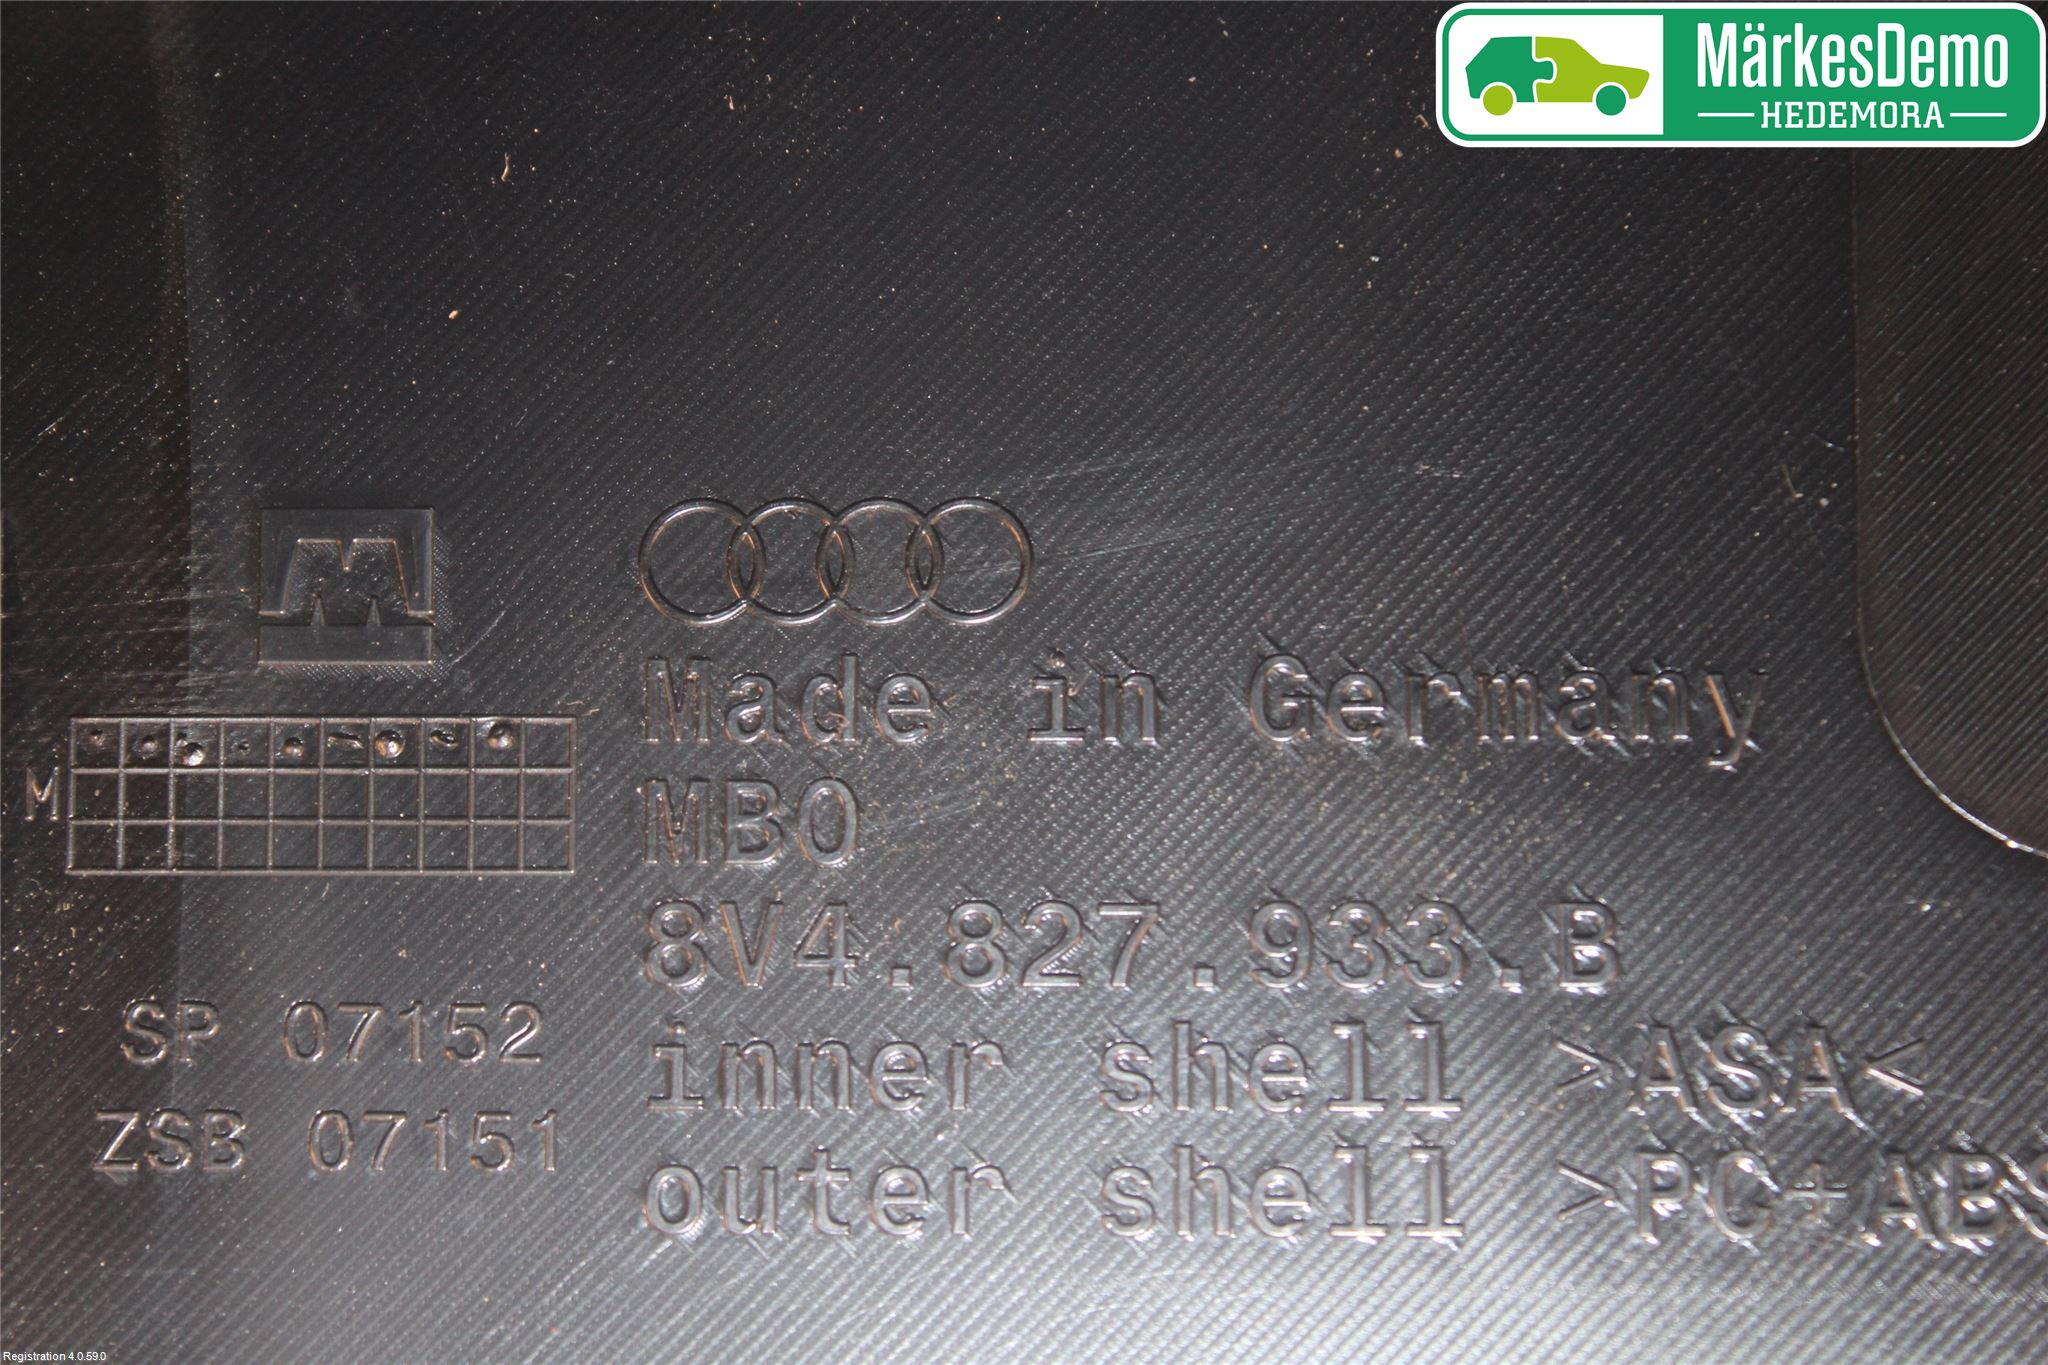 MärkesDemo
HEDEMORA
Made in Germany
M
MBO
8V4.827.933.B
SP 07152
inner shell >ASA<
ZSB 07151
outer shell >PC+ABS
Registration 4.0.59.0